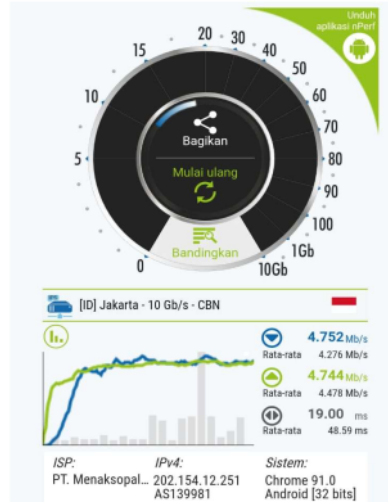 Unduh
aplikasi nPerf
20 30
15 40
50
10 60
70
5 80
90
100
0 10Gb 1Gb
Bagikan
Mulai ulang
Bandingkan
[ID] Jakarta - 10 Gb/s - CBN
4.752 Mb/s
Rata-rata 4.276 Mb/s
4.744 Mb/s
Rata-rata 4.478 Mb/s
19.00 ms
Rata-rata 48.59 ms
ISP: IPv4: Sistem:
PT. Menaksopal... 202.154.12.251 Chrome 91.0
AS139981 Android [32 bits]